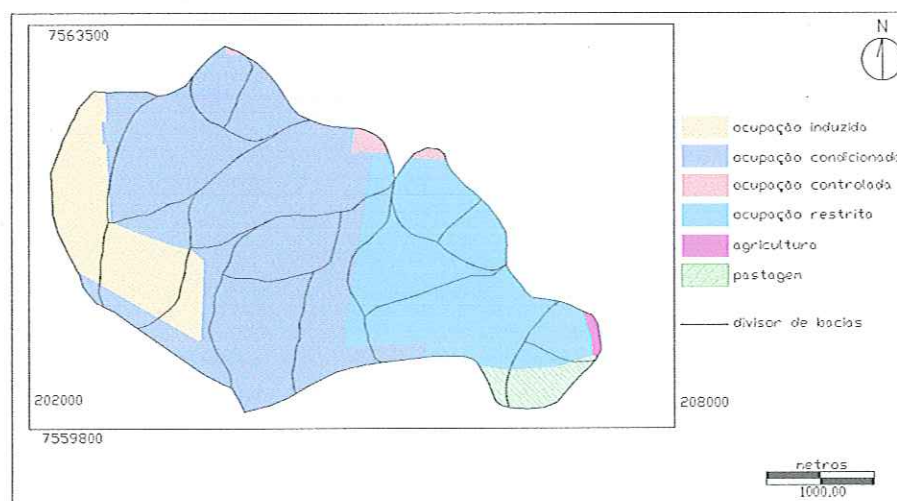 7563500
N
ocupação induzida
ocupação condicionada
ocupação controlada
ocupação restrita
agricultura
pastagen
divisor de bacias
202000
208000
7559800
metros
1000.00